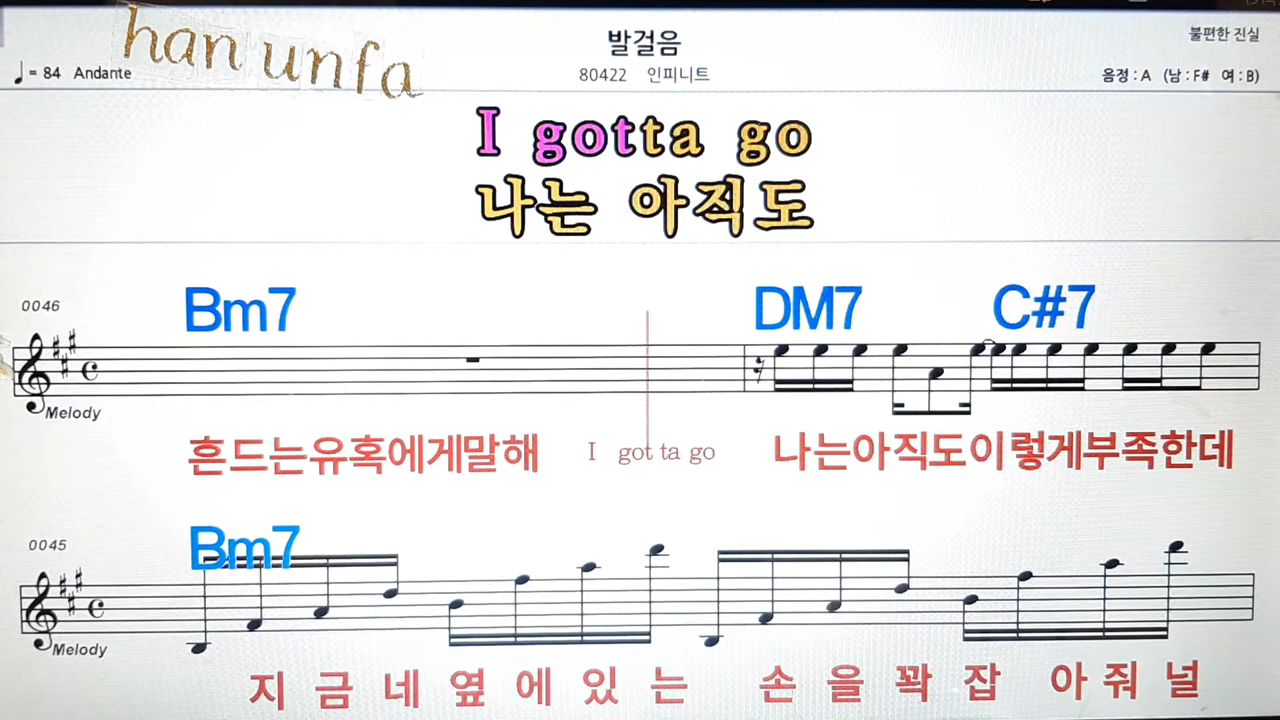 han unfa
발걸음
불편한 진실
♩= 84 Andante
80422 인피니트
음정 : A (남 : F# 여 : B)
I gotta go
나는 아직도
0046
Bm7 DM7 C#7
Melody
흔드는유혹에게말해 I got ta go 나는아직도이렇게부족한데
0045
Bm7
Melody
지 금 네 옆 에 있 는 손 을 꽉 잡 아 줘 널